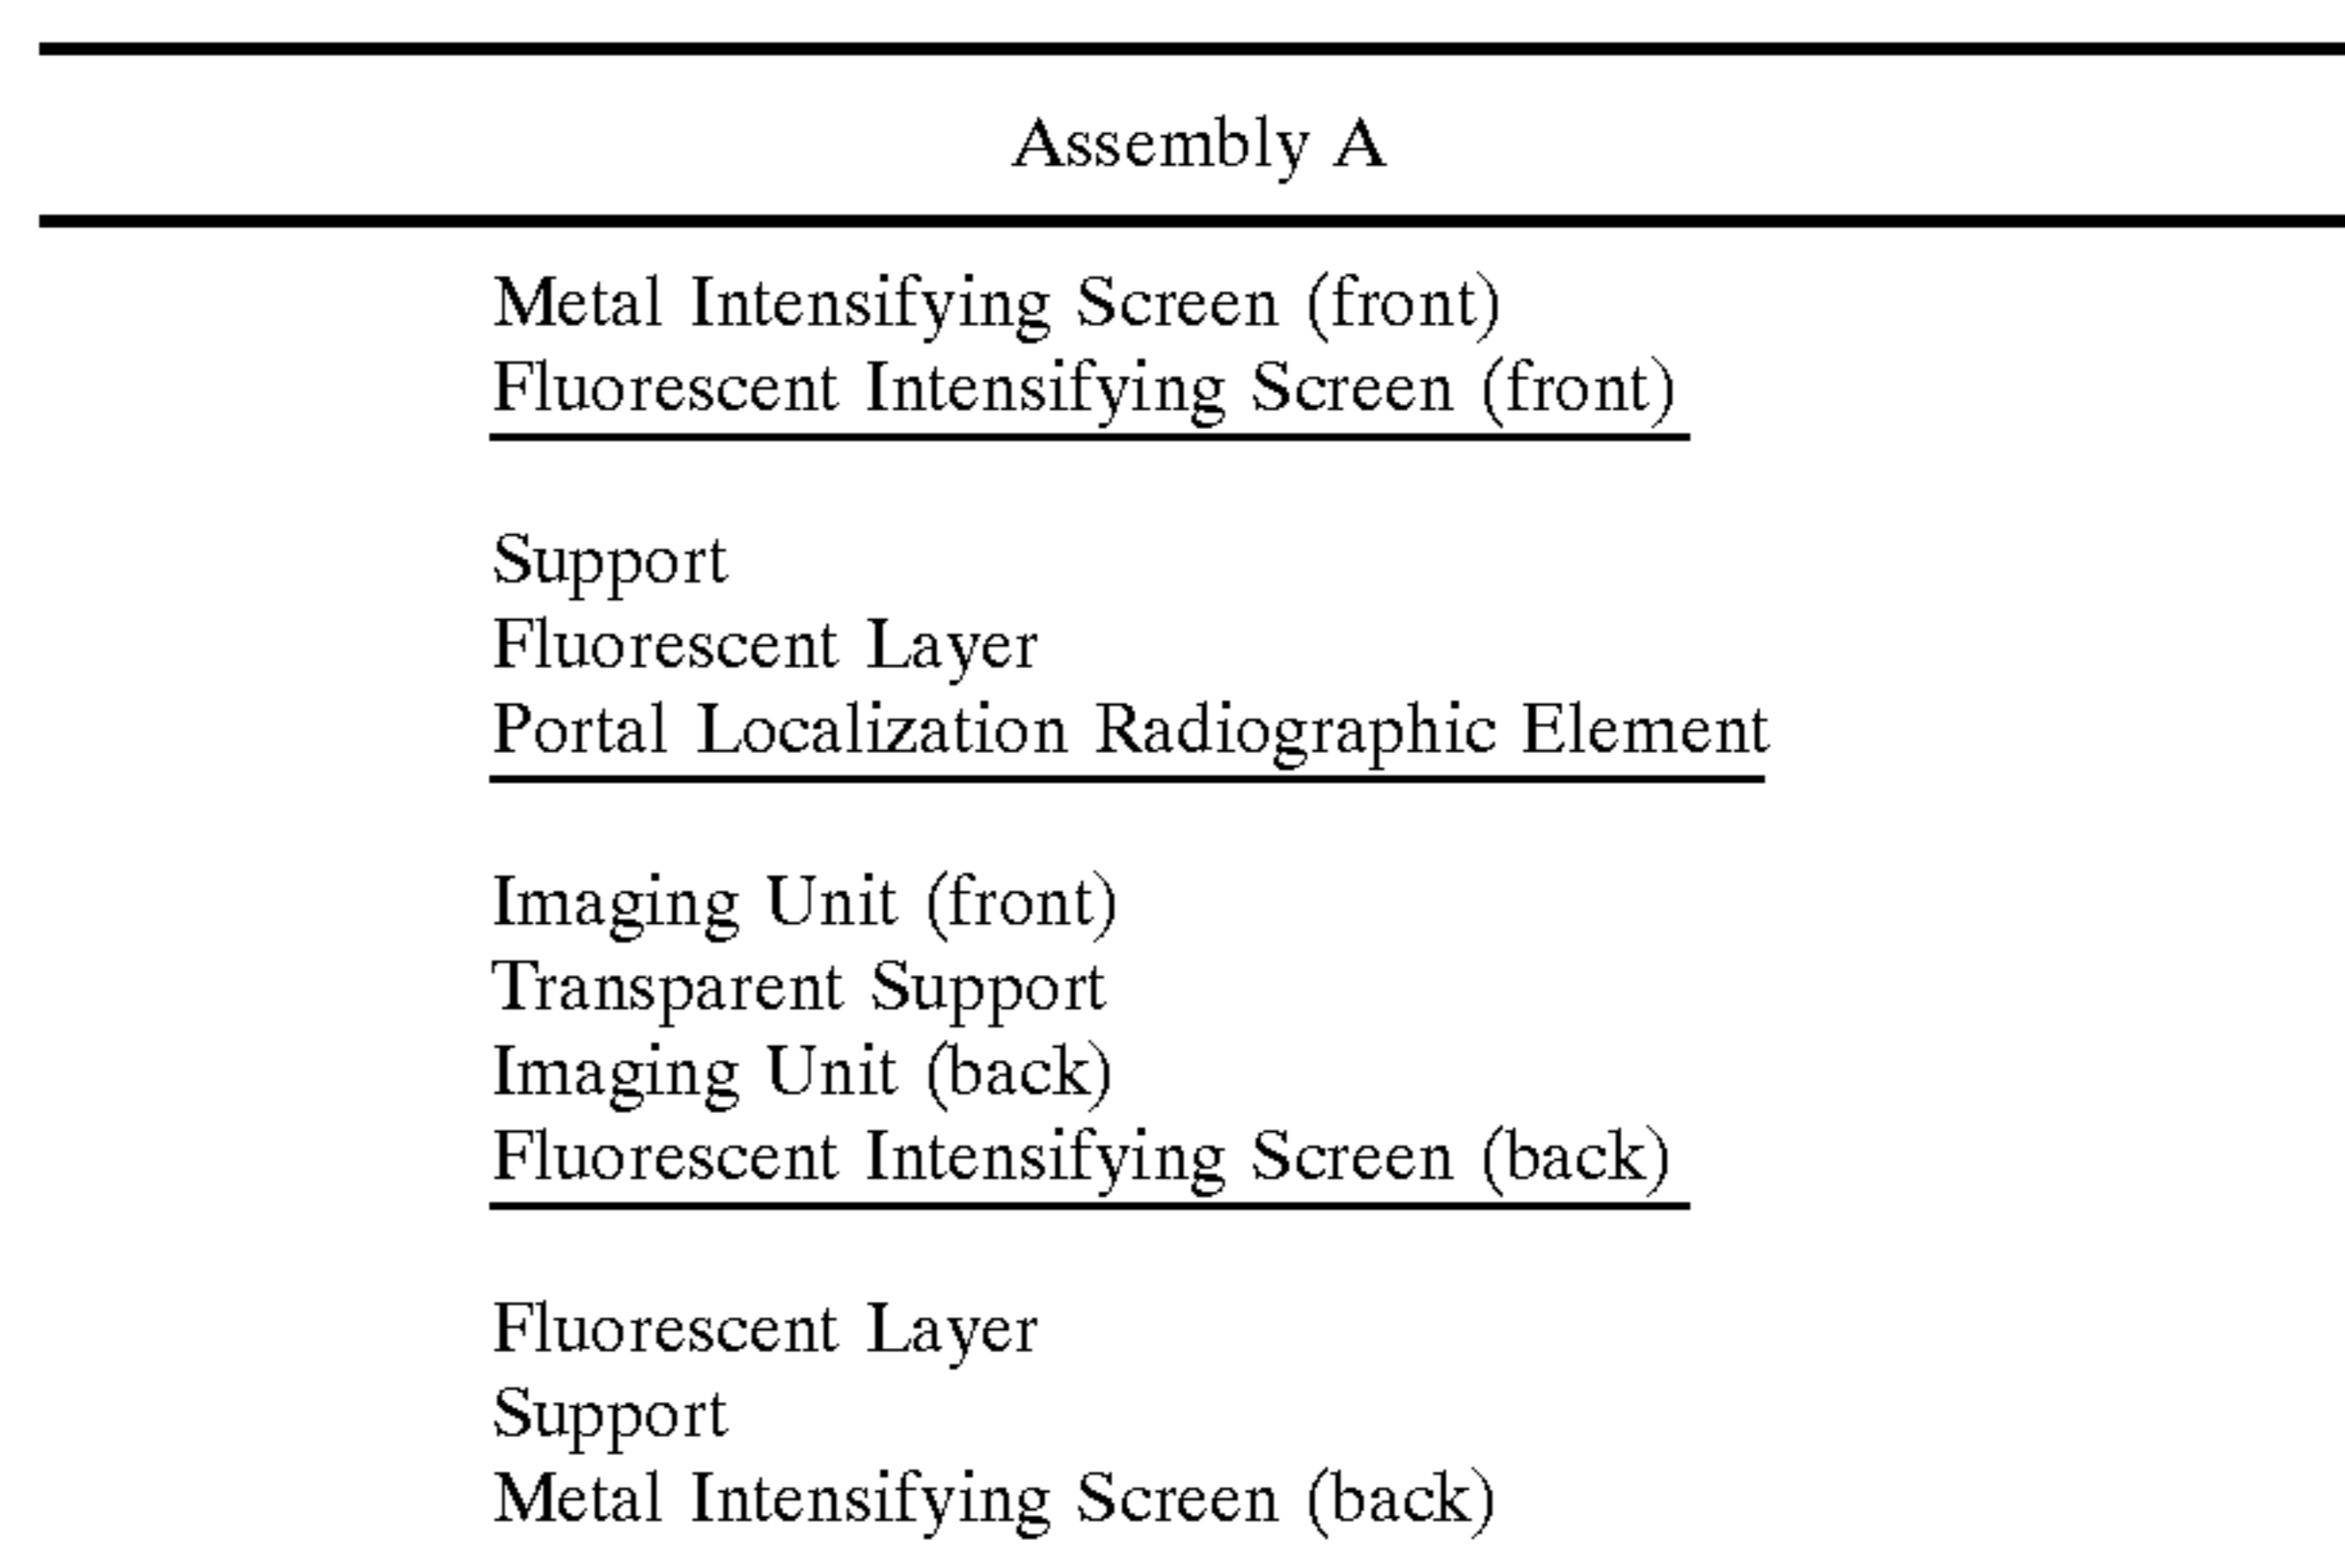 Assembly A
Metal Intensifying Screen (front)
Fluorescent Intensifying Screen (front)
Support
Fluorescent Layer
Portal Localization Radiographic Element
Imaging Unit (front)
Transparent Support
Imaging Unit (back)
Fluorescent Intensifying Screen (back)
Fluorescent Layer
Support
Metal Intensifying Screen (back)